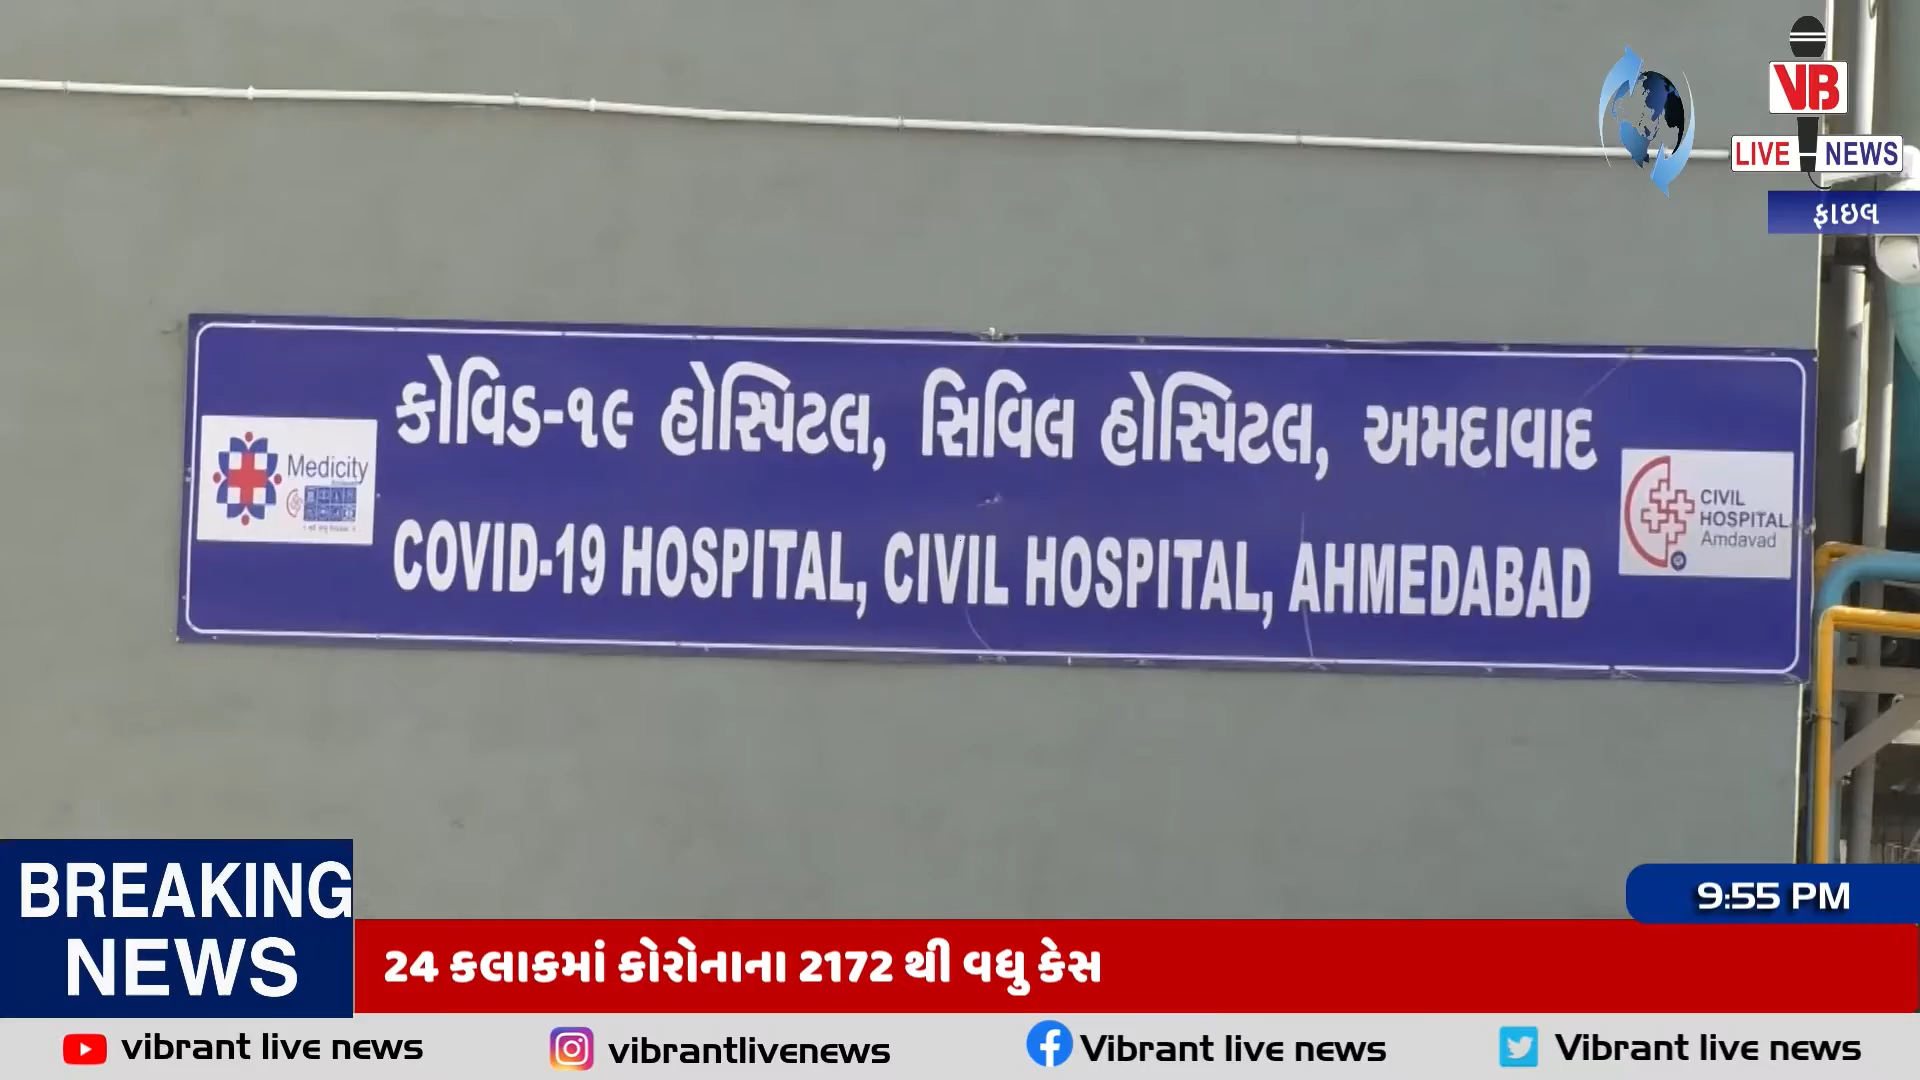 VB
LIVE NEWS
ફાઇલ
કોવિડ-૧૯ હોસ્પિટલ, સિવિલ હોસ્પિટલ, અમદાવાદ
Medicity
COVID-19 HOSPITAL, CIVIL HOSPITAL, AHMEDABAD
CIVIL
HOSPITAL
Amdavad
9:55 PM
BREAKING
NEWS
24 કલાકમાં કોરોનાના 2172 થી વધુ કેસ
vibrant live news
vibrantlivenews
Vibrant live news
Vibrant live news